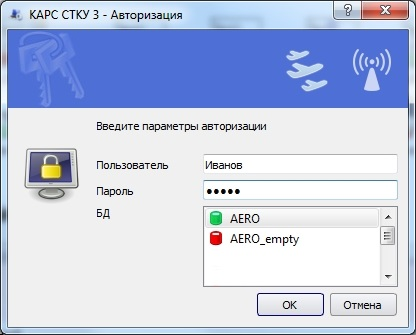 КАРС СТКУ 3 - Авторизация
Введите параметры авторизации
Пользователь Иванов
Пароль •••••
БД AERO
AERO_empty
OK Отмена